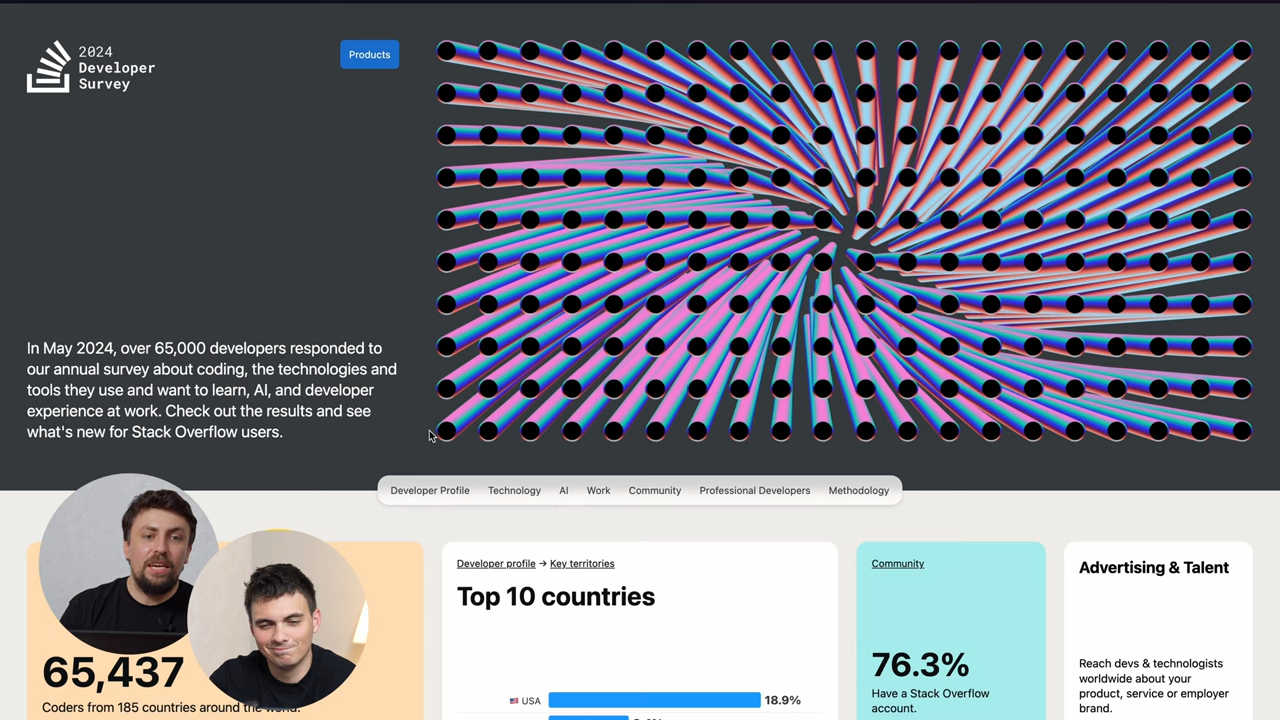 2024
Developer
Survey
Products
In May 2024, over 65,000 developers responded to
our annual survey about coding, the technologies and
tools they use and want to learn, AI, and developer
experience at work. Check out the results and see
what's new for Stack Overflow users.
Developer Profile
Technology
AI
Work
Community
Professional Developers
Methodology
65,437
Coders from 185 countries around the world.
Developer profile → Key territories
Top 10 countries
USA
18.9%
Community
76.3%
Have a Stack Overflow
account.
Advertising & Talent
Reach devs & technologists
worldwide about your
product, service or employer
brand.